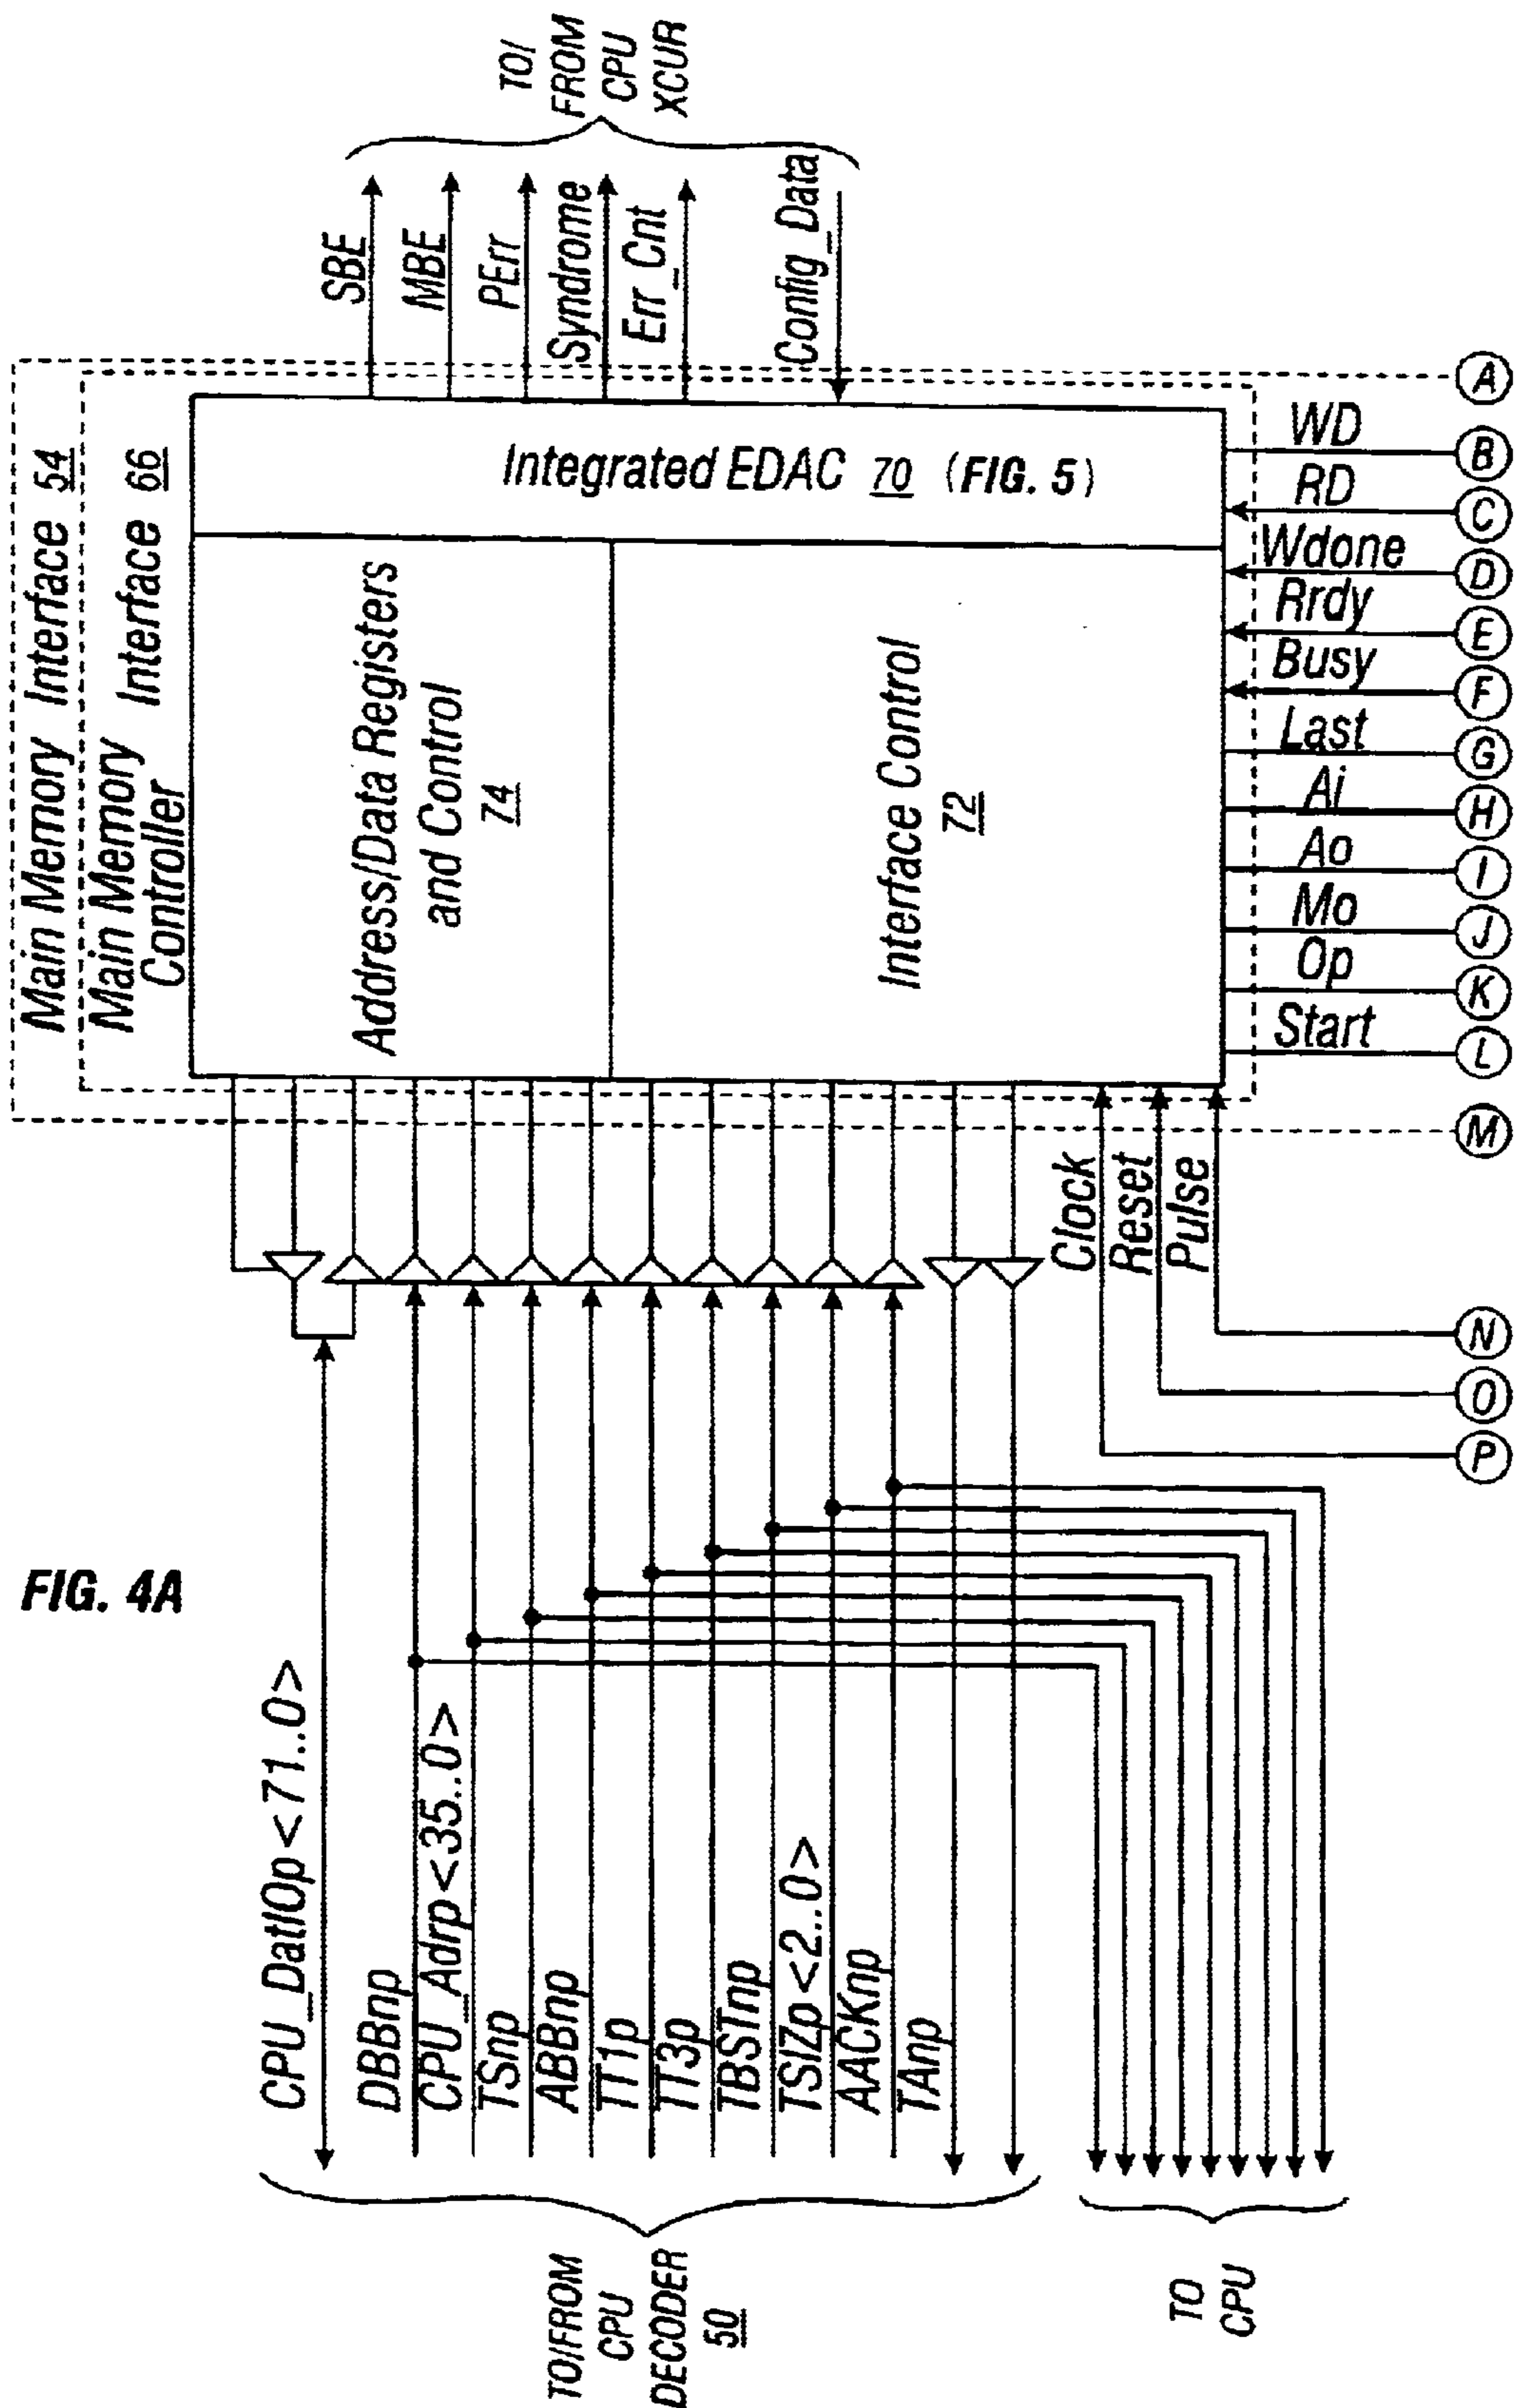 Main Memory Interface 54
Main Memory Interface 66
Controller
Address/Data Registers
and Control
74
Interface Control
72
Integrated EDAC 70 (FIG. 5)
SBE
MBE
PErr
Syndrome
Err_Cnt
Config_Data
TO/
FROM
CPU
XCUR
CPU_DatIOp<71..0>
DBBnp
CPU_Adrp<35..0>
TSnp
ABBnp
TT1p
TT3p
TBSTnp
TSIZp<2..0>
AACKnp
TAnp
TO/FROM
CPU
DECODER
50
TO
CPU
Clock
Reset
Pulse
WD
RD
Wdone
Rrdy
Busy
Last
Ai
Ao
Mo
Op
Start
A
B
C
D
E
F
G
H
I
J
K
L
M
N
O
P
FIG. 4A